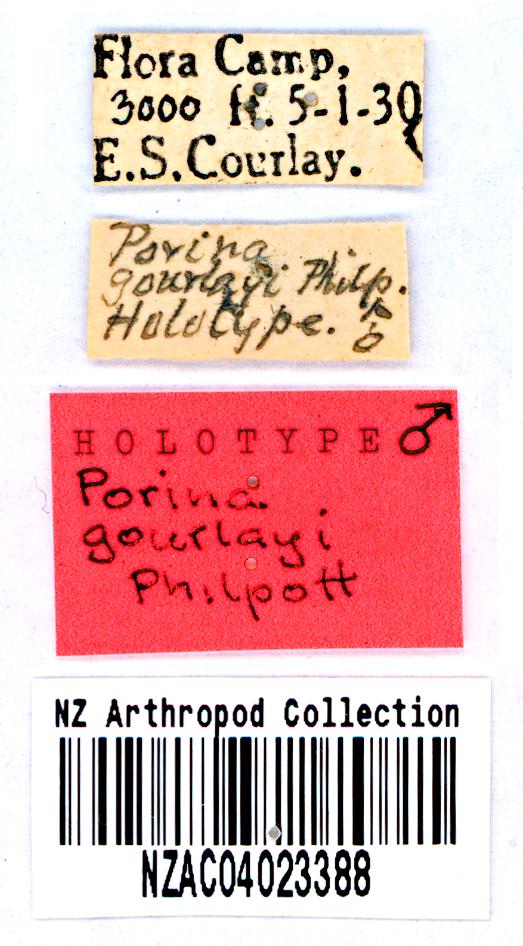 Flora Camp,
3000 ft. 5-1-30
E.S. Gourlay.
Porina
gourlayi Philp.
Holotype. ♂
HOLOTYPE ♂
Porina
gourlayi
Philpott
NZ Arthropod Collection
NZAC04023388